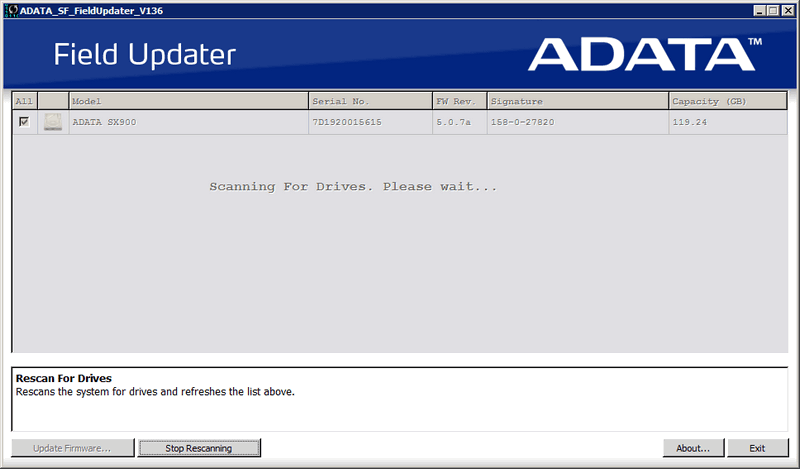 ADATA_SF_FieldUpdater_V136
Field Updater ADATA™
All Model Serial No. FW Rev. Signature Capacity (GB)
ADATA SX900 7D1920015615 5.0.7a 158-0-27820 119.24
Scanning For Drives. Please wait...
Rescan For Drives
Rescans the system for drives and refreshes the list above.
Update Firmware... Stop Rescanning About... Exit